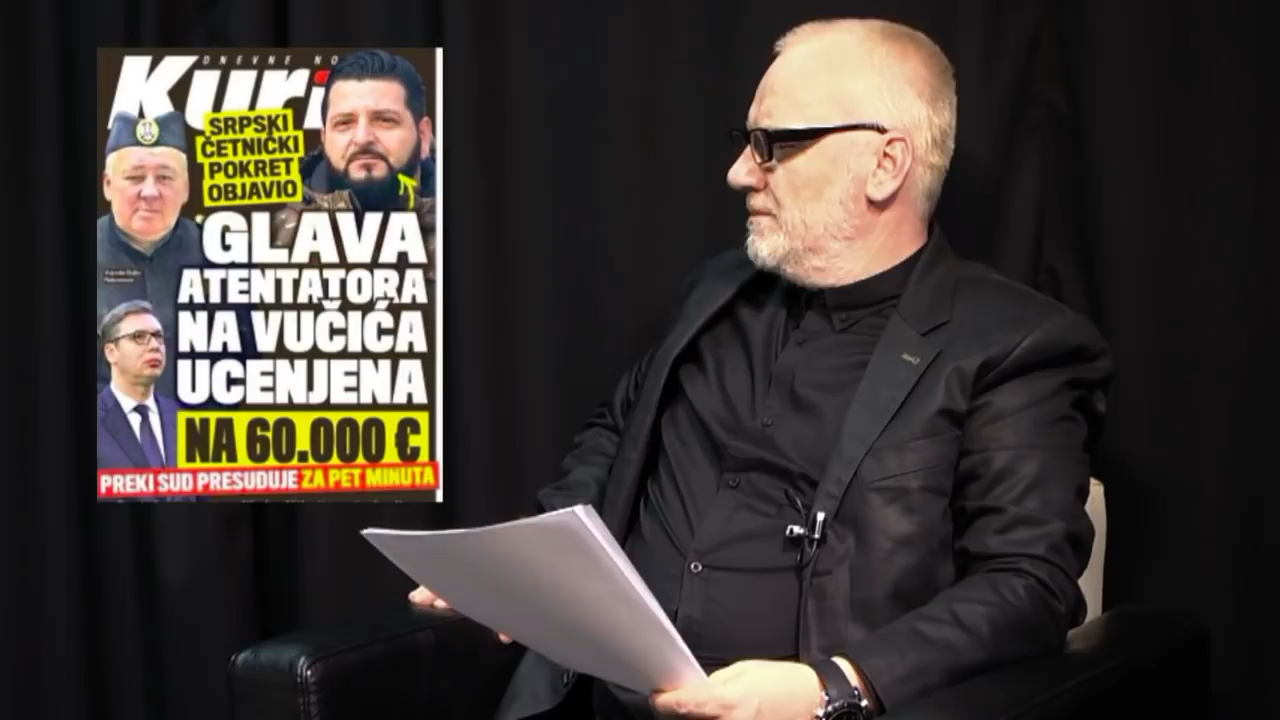 DNEVNE NO
Kuri
SRPSKI
ČETNIČKI
POKRET
OBJAVIO
GLAVA
ATENTATORA
NA VUČIĆA
UCENJENA
NA 60.000 €
PREKI SUD PRESUĐUJE ZA PET MINUTA